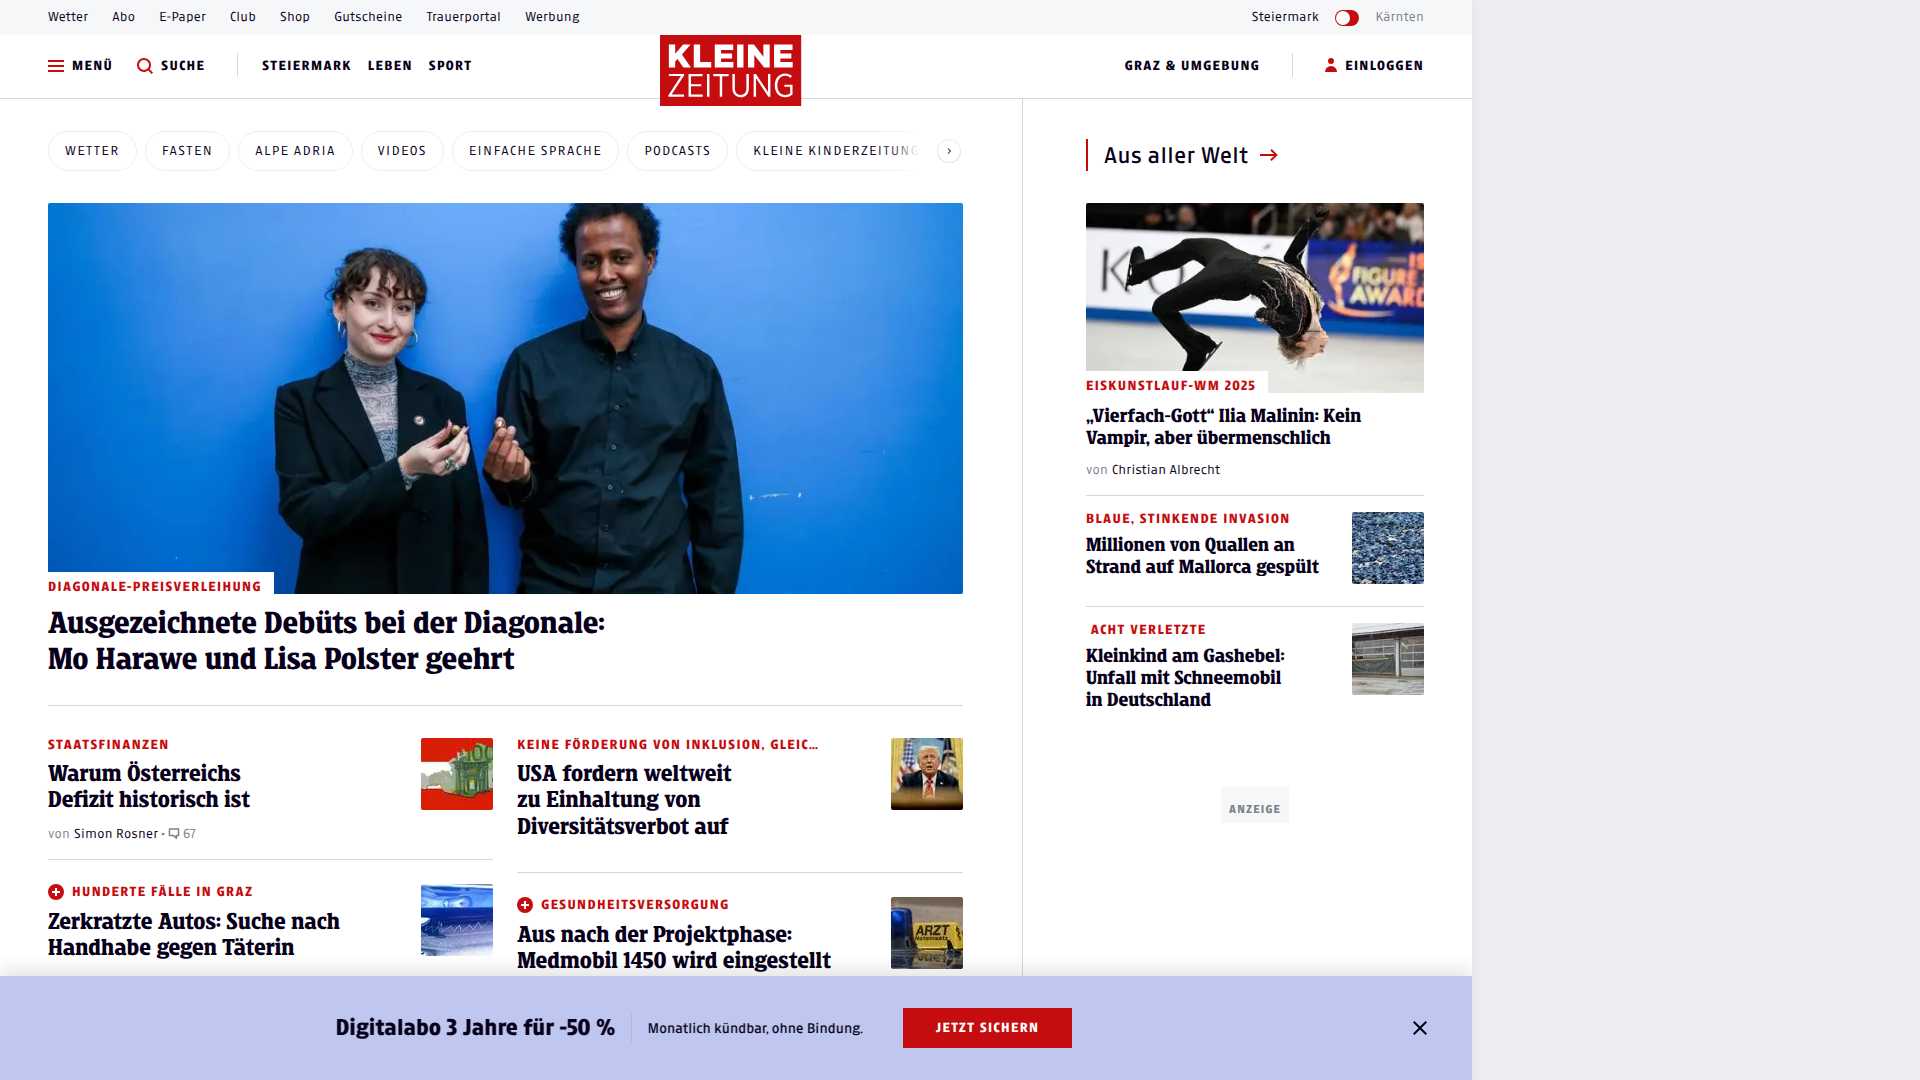 Wetter Abo E-Paper Club Shop Gutscheine Trauerportal Werbung Steiermark Kärnten
MENÜ SUCHE STEIERMARK LEBEN SPORT KLEINE ZEITUNG GRAZ & UMGEBUNG EINLOGGEN
WETTER FASTEN ALPE ADRIA VIDEOS EINFACHE SPRACHE PODCASTS KLEINE KINDERZEITUNG
DIAGONALE-PREISVERLEIHUNG
Ausgezeichnete Debüts bei der Diagonale:
Mo Harawe und Lisa Polster geehrt
STAATSFINANZEN
Warum Österreichs
Defizit historisch ist
von Simon Rosner • 67
HUNDERTE FÄLLE IN GRAZ
Zerkratzte Autos: Suche nach
Handhabe gegen Täterin
KEINE FÖRDERUNG VON INKLUSION, GLEIC...
USA fordern weltweit
zu Einhaltung von
Diversitätsverbot auf
GESUNDHEITSVERSORGUNG
Aus nach der Projektphase:
Medmobil 1450 wird eingestellt
ARZT
Aus aller Welt
FIGURE
AWARD
EISKUNSTLAUF-WM 2025
„Vierfach-Gott“ Ilia Malinin: Kein
Vampir, aber übermenschlich
von Christian Albrecht
BLAUE, STINKENDE INVASION
Millionen von Quallen an
Strand auf Mallorca gespült
ACHT VERLETZTE
Kleinkind am Gashebel:
Unfall mit Schneemobil
in Deutschland
ANZEIGE
Digitalabo 3 Jahre für -50 % Monatlich kündbar, ohne Bindung. JETZT SICHERN